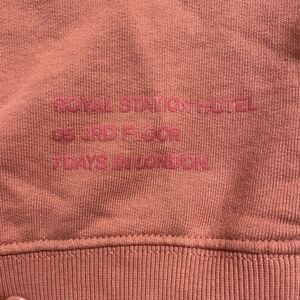 ROYAL STATION HOTEL
05 3RD FLOOR
7DAYS IN LONDON